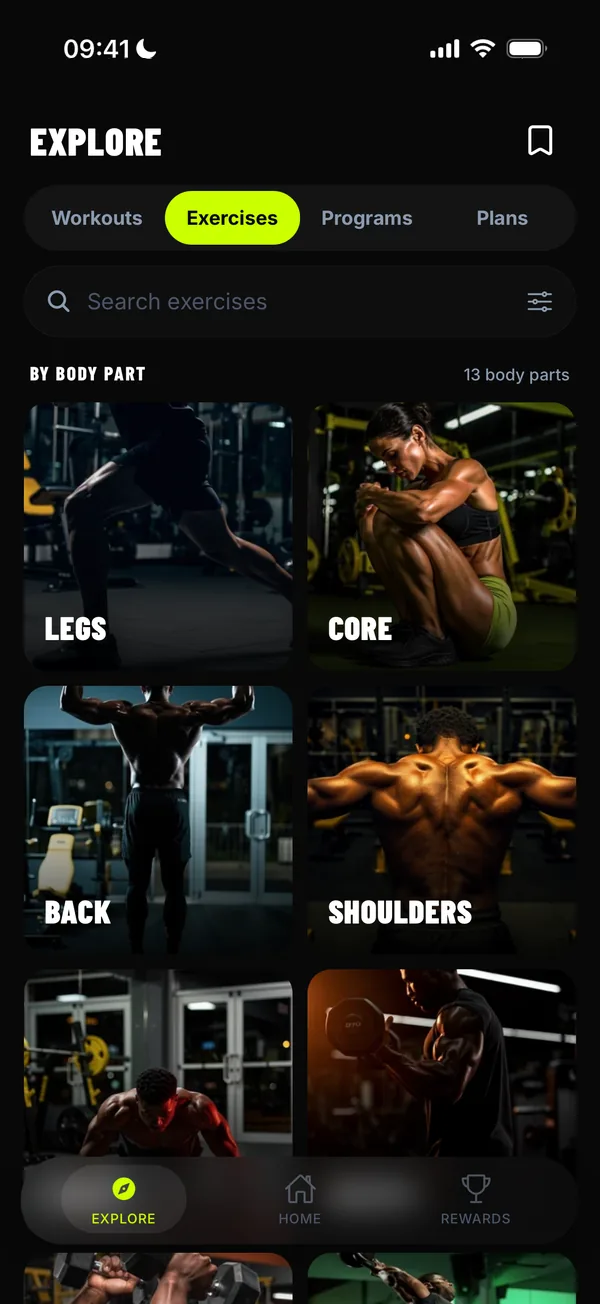 09:41
EXPLORE
Workouts Exercises Programs Plans
Search exercises
BY BODY PART 13 body parts
LEGS CORE
BACK SHOULDERS
EXPLORE HOME REWARDS